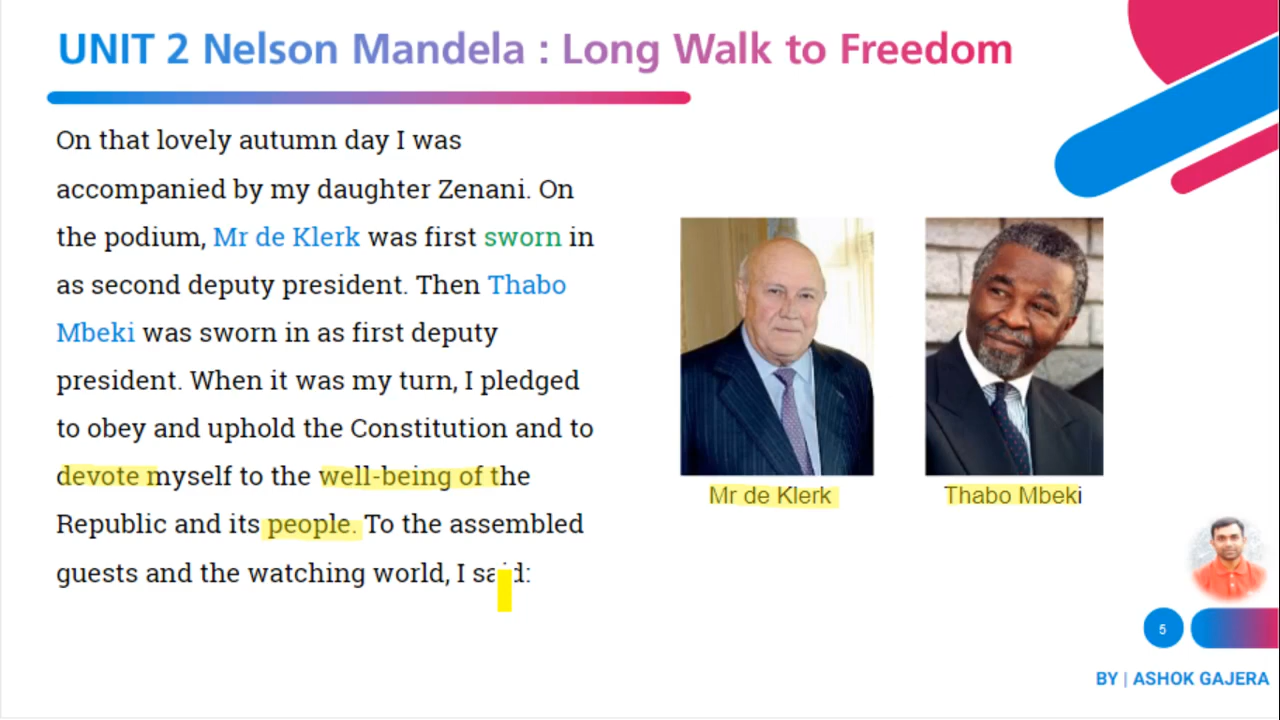 UNIT 2 Nelson Mandela : Long Walk to Freedom
On that lovely autumn day I was
accompanied by my daughter Zenani. On
the podium, Mr de Klerk was first sworn in
as second deputy president. Then Thabo
Mbeki was sworn in as first deputy
president. When it was my turn, I pledged
to obey and uphold the Constitution and to
devote myself to the well-being of the
Republic and its people. To the assembled
guests and the watching world, I said:
Mr de Klerk
Thabo Mbeki
5
BY | ASHOK GAJERA